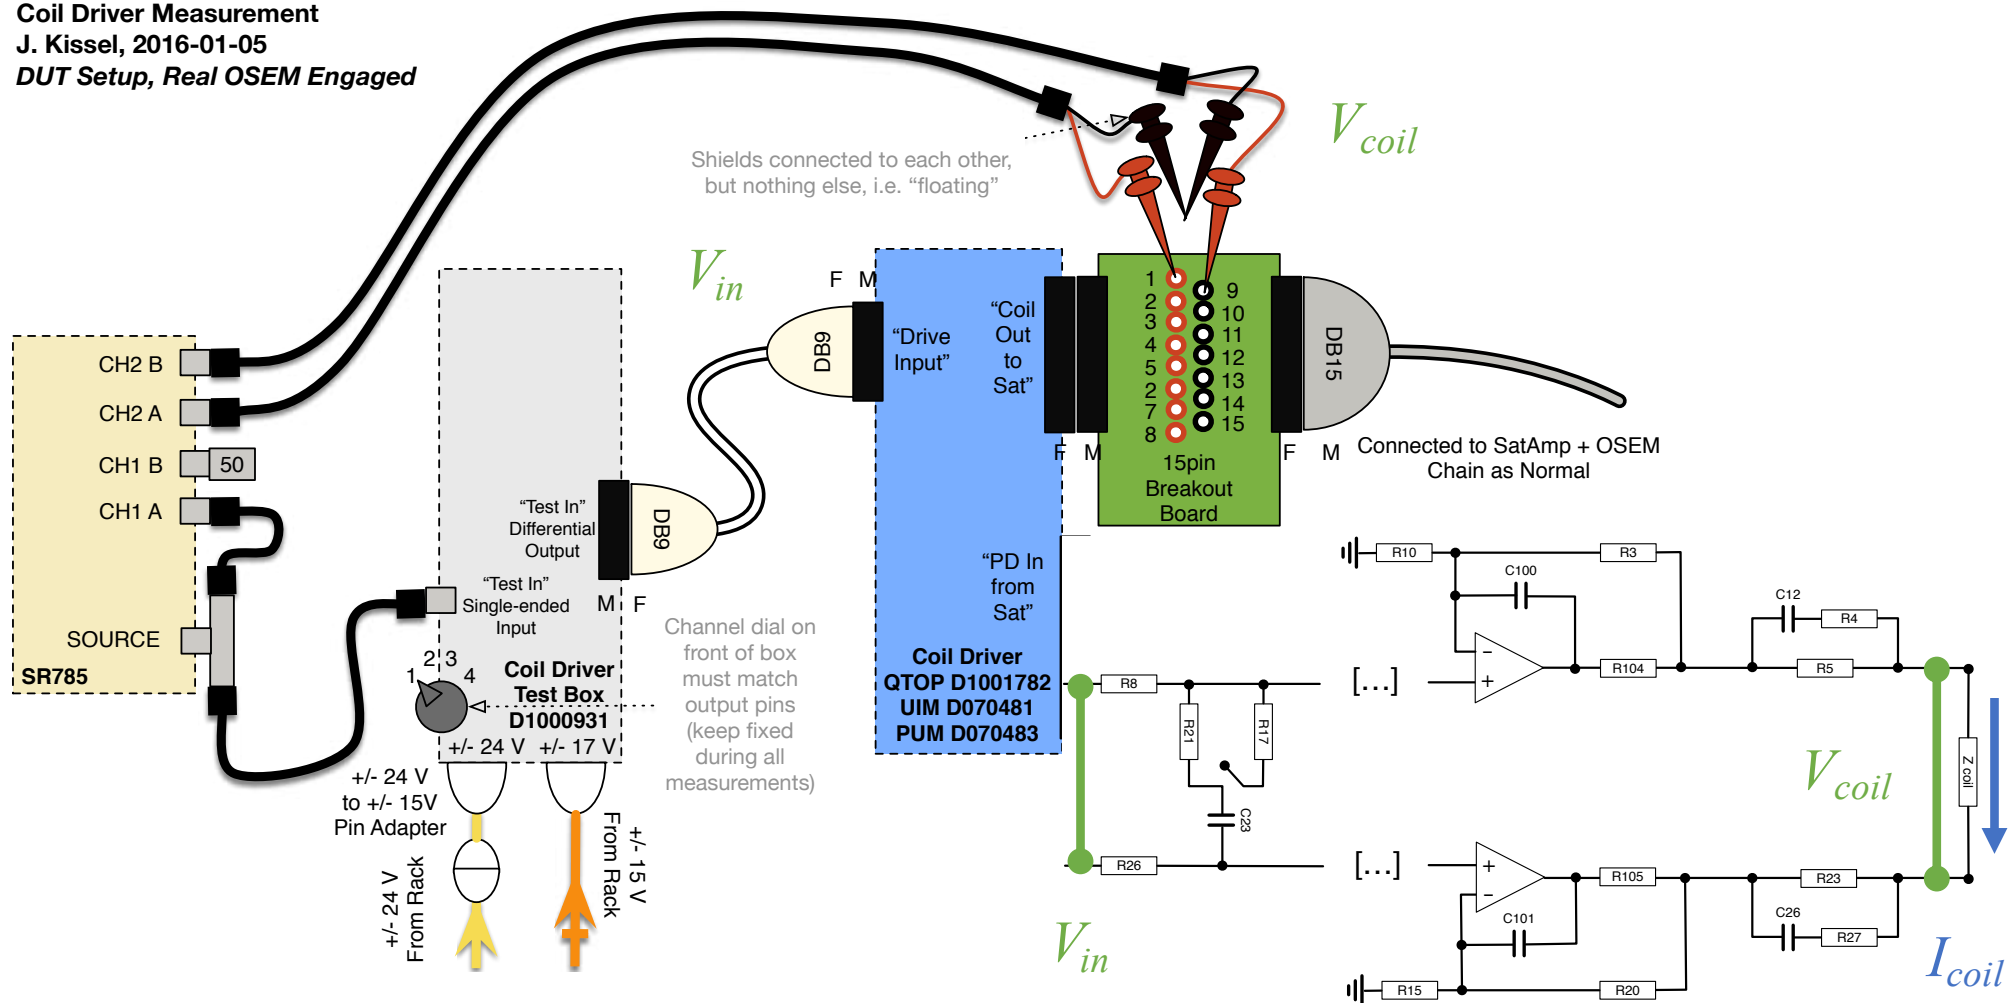 Coil Driver Measurement
J. Kissel, 2016-01-05
DUT Setup, Real OSEM Engaged
V_coil
Shields connected to each other,
but nothing else, i.e. “floating”
V_in
F M
CH2 B
CH2 A
CH1 B
50
CH1 A
SOURCE
SR785
“Test In”
Differential
Output
“Test In”
Single-ended
Input
M F
DB9
DB9
1 2 3 4
Coil Driver
Test Box
D1000931
+/- 24 V
+/- 17 V
+/- 24 V
to +/- 15V
Pin Adapter
+/- 24 V
From Rack
+/- 15 V
From Rack
Channel dial on
front of box
must match
output pins
(keep fixed
during all
measurements)
“Drive
Input”
“Coil
Out
to
Sat”
“PD In
from
Sat”
Coil Driver
QTOP D1001782
UIM D070481
PUM D070483
F M
1
2
3
4
5
2
7
8
9
10
11
12
13
14
15
15pin
Breakout
Board
DB15
F M
Connected to SatAmp + OSEM
Chain as Normal
R8
R21
R17
C23
R26
[...]
[...]
V_in
R10
R3
C100
R104
C12
R4
R5
Z coil
V_coil
R105
R23
C101
C26
R27
R15
R20
I_coil